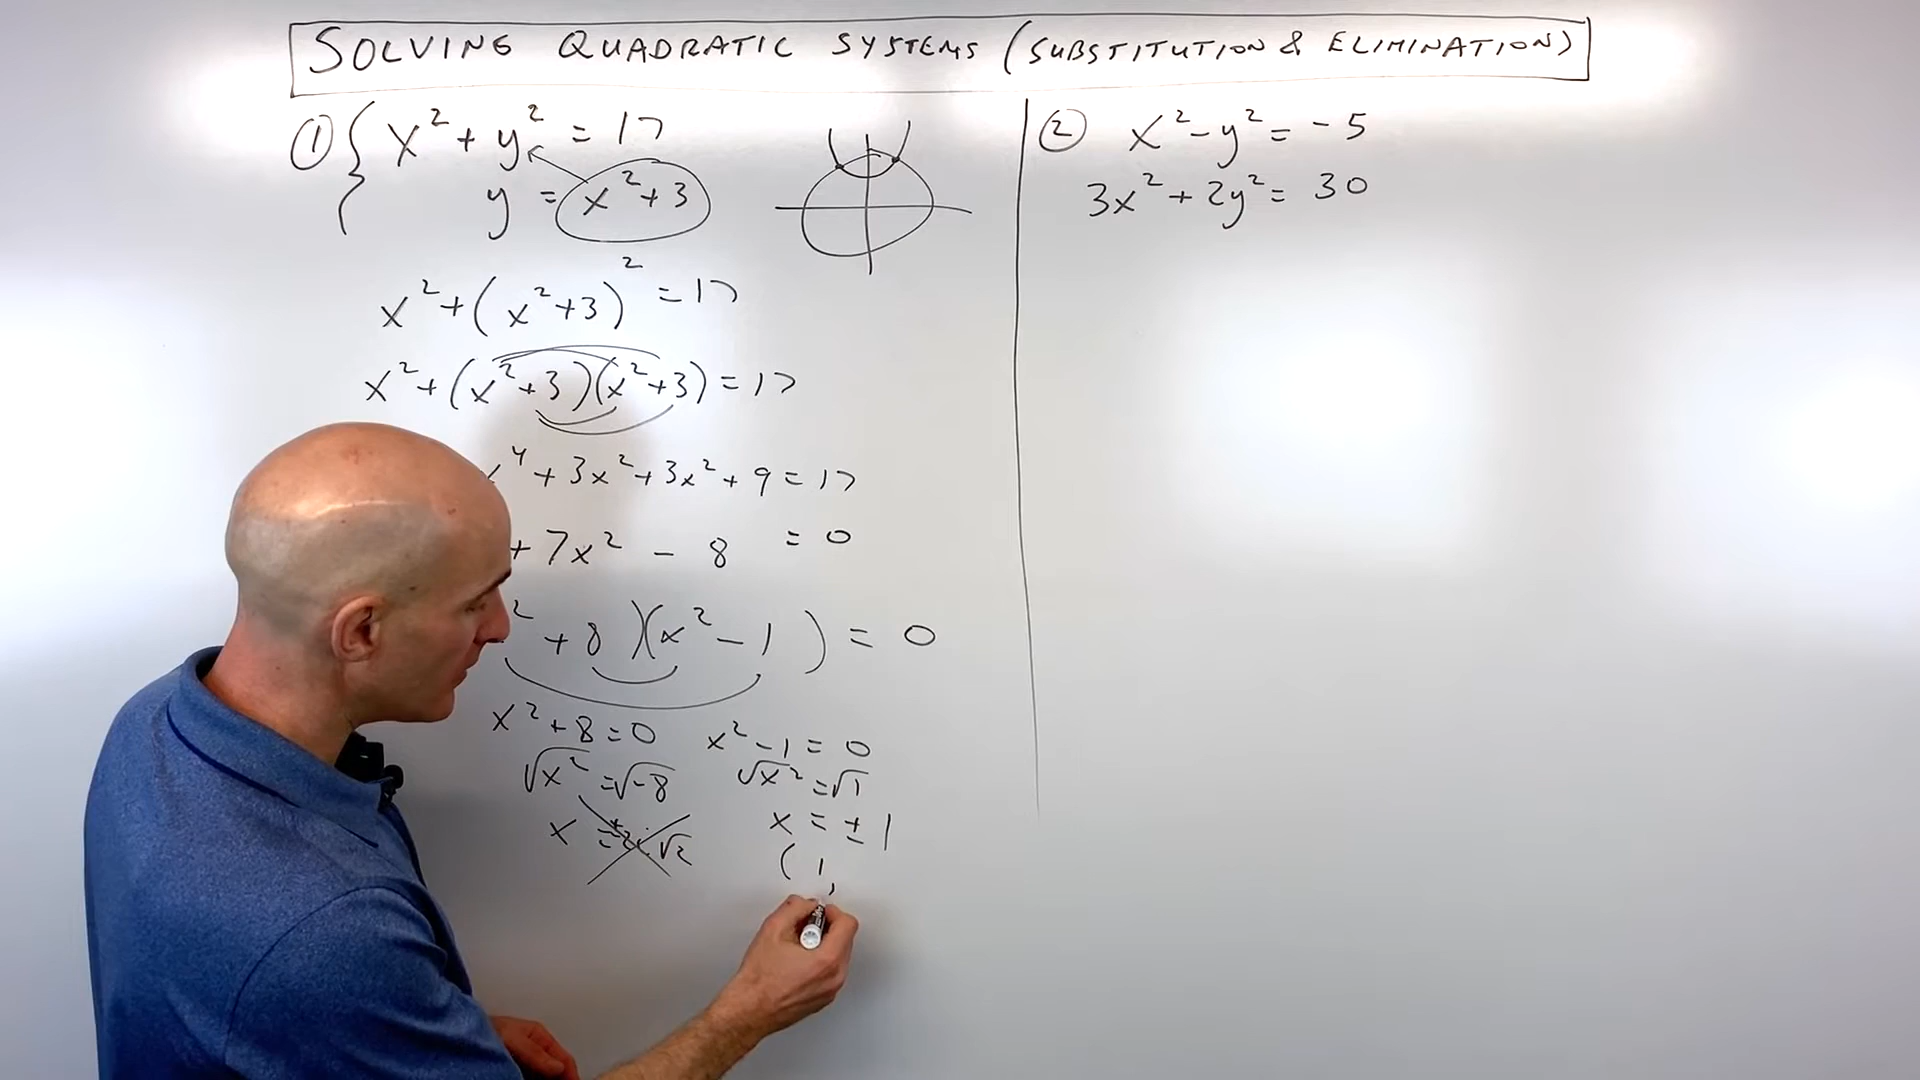 SOLVING QUADRATIC SYSTEMS (SUBSTITUTION & ELIMINATION)
① { x² + y² = 17
y = x² + 3
x² + (x² + 3)² = 17
x² + (x² + 3)(x² + 3) = 17
x⁴ + 3x² + 3x² + 9 = 17
+ 7x² - 8 = 0
² + 8)(x² - 1) = 0
x² + 8 = 0 x² - 1 = 0
√x² = √-8 √x² = √1
x = ±2i√2 x = ±1
(1,
② x² - y² = -5
3x² + 2y² = 30